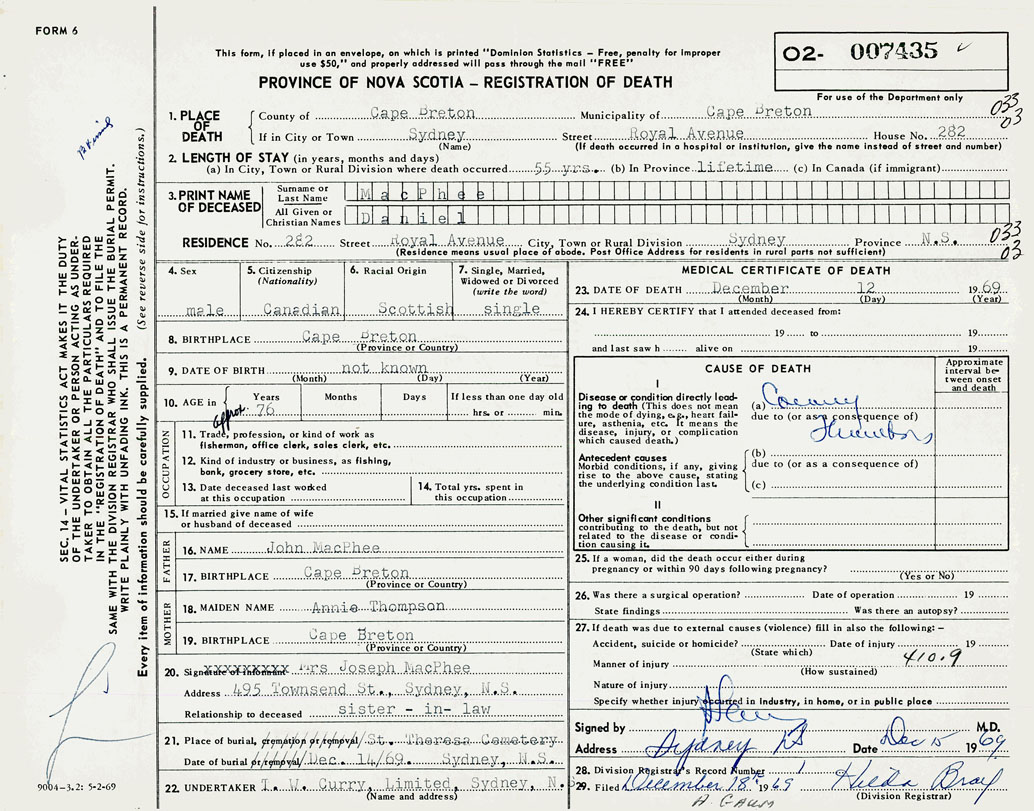 FORM 6
This form, if placed in an envelope, on which is printed "Dominion Statistics – Free, penalty for improper
use $50," and properly addressed will pass through the mail "FREE"
PROVINCE OF NOVA SCOTIA – REGISTRATION OF DEATH
02- 007435
For use of the Department only
033
03
1. PLACE OF DEATH
County of Cape Breton Municipality of Cape Breton
If in City or Town Sydney Street Royal Avenue House No. 282
(Name) (If death occurred in a hospital or institution, give the name instead of street and number)
2. LENGTH OF STAY (in years, months and days)
(a) In City, Town or Rural Division where death occurred 55 yrs. (b) In Province lifetime (c) In Canada (if immigrant)
3. PRINT NAME OF DECEASED
Surname or Last Name MacPhee
All Given or Christian Names Daniel
RESIDENCE No. 282 Street Royal Avenue City, Town or Rural Division Sydney Province N.S. 033
(Residence means usual place of abode. Post Office Address for residents in rural parts not sufficient) 03
4. Sex
male
5. Citizenship
(Nationality)
Canadian
6. Racial Origin
Scottish
7. Single, Married,
Widowed or Divorced
(write the word)
single
8. BIRTHPLACE Cape Breton
(Province or Country)
9. DATE OF BIRTH not known
(Month) (Day) (Year)
10. AGE in Years Months Days If less than one day old
approx. 76 hrs. or min.
OCCUPATION
11. Trade, profession, or kind of work as
fisherman, office clerk, sales clerk, etc.
12. Kind of industry or business, as fishing,
bank, grocery store, etc.
13. Date deceased last worked
at this occupation
14. Total yrs. spent in
this occupation
15. If married give name of wife
or husband of deceased
FATHER
16. NAME John MacPhee
17. BIRTHPLACE Cape Breton
(Province or Country)
MOTHER
18. MAIDEN NAME Annie Thompson
19. BIRTHPLACE Cape Breton
(Province or Country)
20. Signature of informant Mrs Joseph MacPhee
Address 495 Townsend St., Sydney, N.S.
Relationship to deceased sister - in- law
21. Place of burial, cremation or removal St. Theresa Cemetery
Date of burial or removal Dec. 14/69. Sydney, N.S.
22. UNDERTAKER T. W. Curry, Limited, Sydney, N.S
(Name and address)
MEDICAL CERTIFICATE OF DEATH
23. DATE OF DEATH December 12 1969
(Month) (Day) (Year)
24. I HEREBY CERTIFY that I attended deceased from:
19 to 19
and last saw h alive on 19
CAUSE OF DEATH
Approximate
interval be-
tween onset
and death
I
Disease or condition directly lead-
ing to death (This does not mean
the mode of dying, e.g., heart fail-
ure, asthenia, etc. It means the
disease, injury, or complication
which caused death.)
(a) Coronary
due to (or as a consequence of)
Thrombosis
Antecedent causes
Morbid conditions, if any, giving
rise to the above cause, stating
the underlying condition last.
(b)
due to (or as a consequence of)
(c)
II
Other significant conditions
contributing to the death, but not
related to the disease or condi-
tion causing it.
25. If a woman, did the death occur either during
pregnancy or within 90 days following pregnancy?
(Yes or No)
26. Was there a surgical operation? Date of operation 19
State findings Was there an autopsy?
27. If death was due to external causes (violence) fill in also the following: –
Accident, suicide or homicide? Date of injury 19
(State which)
410.9
Manner of injury
(How sustained)
Nature of injury
Specify whether injury occurred in industry, in home, or in public place
Signed by M.D.
Address Sydney NS Date Dec 15 1969
28. Division Registrar's Record Number
29. Filed December 18th 1969 Hilda Bray
(Division Registrar)
SEC. 14 – VITAL STATISTICS ACT MAKES IT THE DUTY
OF THE UNDERTAKER OR PERSON ACTING AS UNDER-
TAKER TO OBTAIN ALL THE PARTICULARS REQUIRED
IN THE "REGISTRATION OF DEATH" AND TO FILE THE
SAME WITH THE DIVISION REGISTRAR WHO SHALL ISSUE THE BURIAL PERMIT.
WRITE PLAINLY WITH UNFADING INK. THIS IS A PERMANENT RECORD.
Every item of information should be carefully supplied. (See reverse side for instructions.)
9004–3.2: 5-2-69